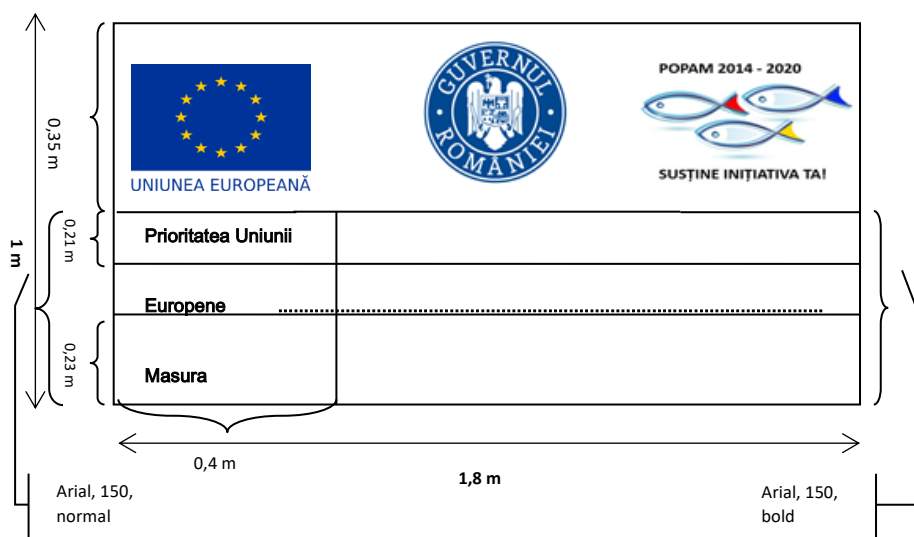 POPAM 2014 - 2020
GUVERNUL ROMÂNIEI
UNIUNEA EUROPEANĂ
SUSȚINE INIȚIATIVA TA!
0,35 m
1 m
0,21 m
Prioritatea Uniunii
Europene ................................................
0,23 m
Masura
0,4 m
1,8 m
Arial, 150,
normal
Arial, 150,
bold